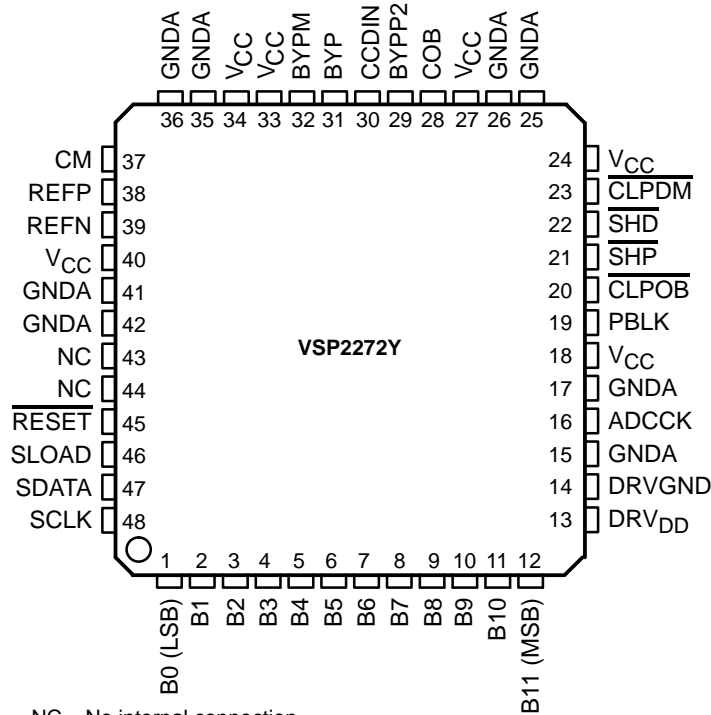 GNDA
GNDA
VCC
VCC
BYPM
BYP
CCDIN
BYPP2
COB
VCC
GNDA
GNDA
36 35 34 33 32 31 30 29 28 27 26 25
CM 37
REFP 38
REFN 39
VCC 40
GNDA 41
GNDA 42
NC 43
NC 44
RESET 45
SLOAD 46
SDATA 47
SCLK 48
VSP2272Y
24 VCC
23 CLPDM
22 SHD
21 SHP
20 CLPOB
19 PBLK
18 VCC
17 GNDA
16 ADCCK
15 GNDA
14 DRVGND
13 DRVDD
1 2 3 4 5 6 7 8 9 10 11 12
B0 (LSB)
B1
B2
B3
B4
B5
B6
B7
B8
B9
B10
B11 (MSB)
NC – No internal connection